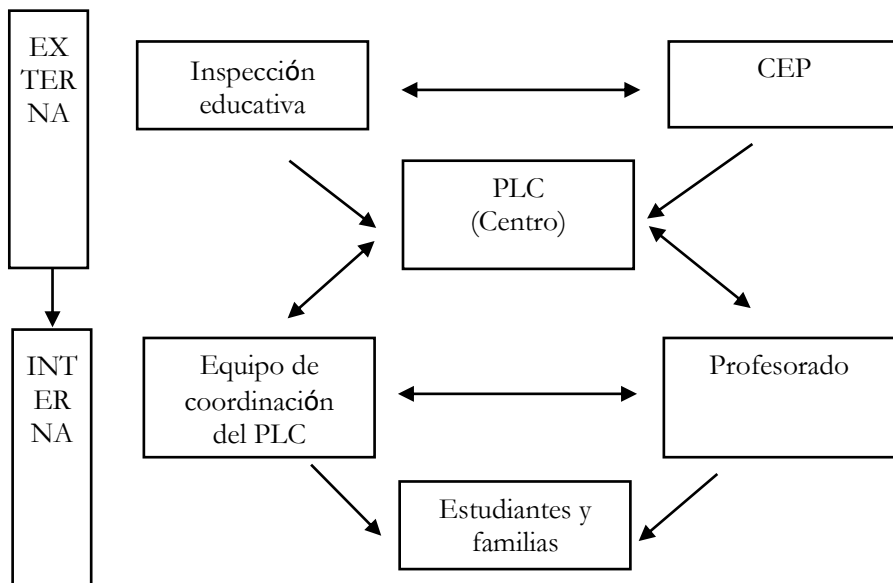 EX
TER
NA
Inspección
educativa
CEP
PLC
(Centro)
INT
ER
NA
Equipo de
coordinación
del PLC
Profesorado
Estudiantes y
familias